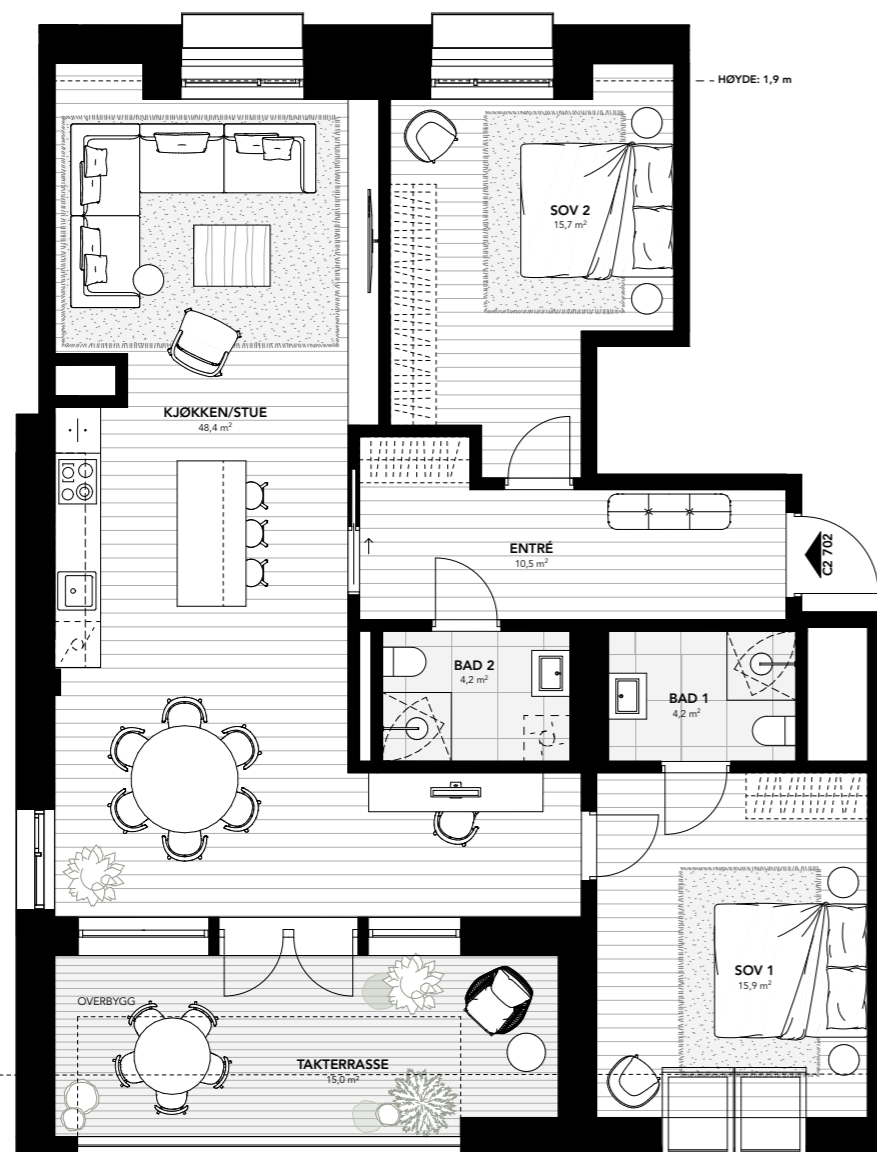 HØYDE: 1,9 m
SOV 2
15,7 m²
KJØKKEN/STUE
48,4 m²
ENTRÉ
10,5 m²
C2 702
BAD 2
4,2 m²
BAD 1
4,2 m²
SOV 1
15,9 m²
OVERBYGG
TAKTERRASSE
15,0 m²